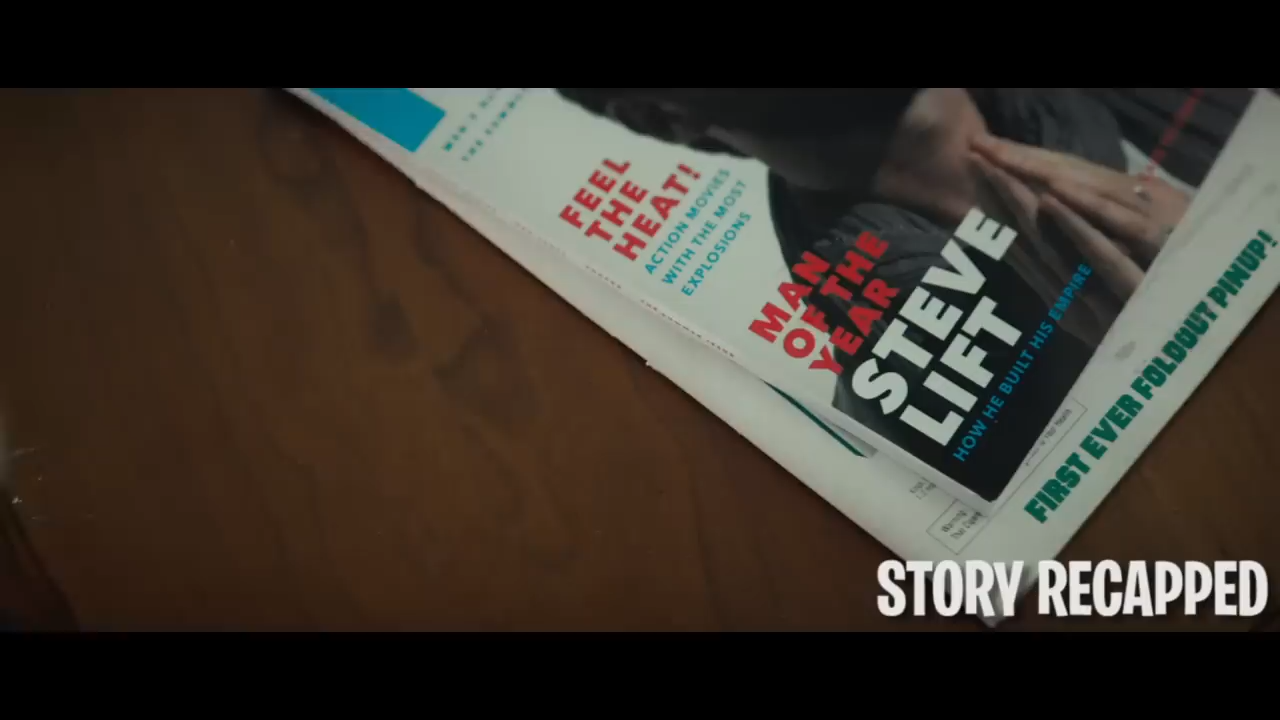 FEEL
THE
HEAT!
ACTION MOVIES
WITH THE MOST
EXPLOSIONS
MAN
OF THE
YEAR
STEVE
LIFT
HOW HE BUILT HIS EMPIRE
FIRST EVER FOLDOUT PINUP!
STORY RECAPPED